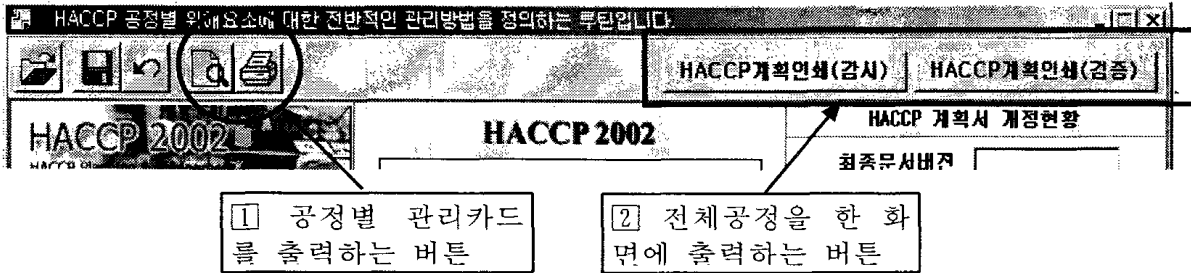 HACCP 공정별 위해요소에 대한 전반적인 관리방법을 정의하는 루틴입니다.
HACCP계획인쇄(감시) HACCP계획인쇄(검증)
HACCP 2002
HACCP 2002
HACCP 계획서 개정현황
최종문서버전
1 공정별 관리카드
를 출력하는 버튼
2 전체공정을 한 화
면에 출력하는 버튼